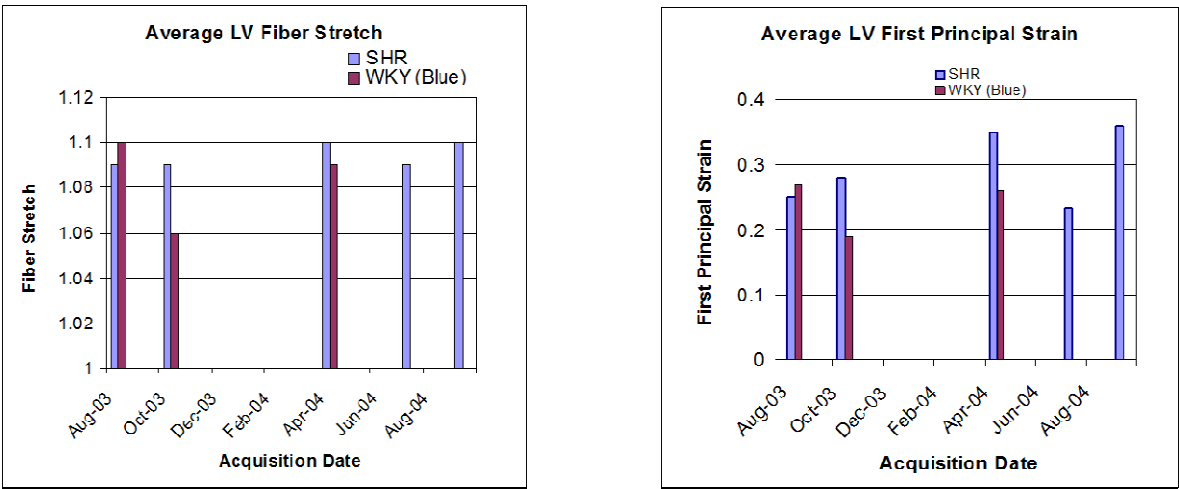 Average LV Fiber Stretch
SHR
WKY (Blue)
1.12
1.1
1.08
1.06
1.04
1.02
1
Fiber Stretch
Aug-03
Oct-03
Dec-03
Feb-04
Apr-04
Jun-04
Aug-04
Acquisition Date
Average LV First Principal Strain
SHR
WKY (Blue)
0.4
0.3
0.2
0.1
0
First Principal Strain
Aug-03
Oct-03
Dec-03
Feb-04
Apr-04
Jun-04
Aug-04
Acquisition Date